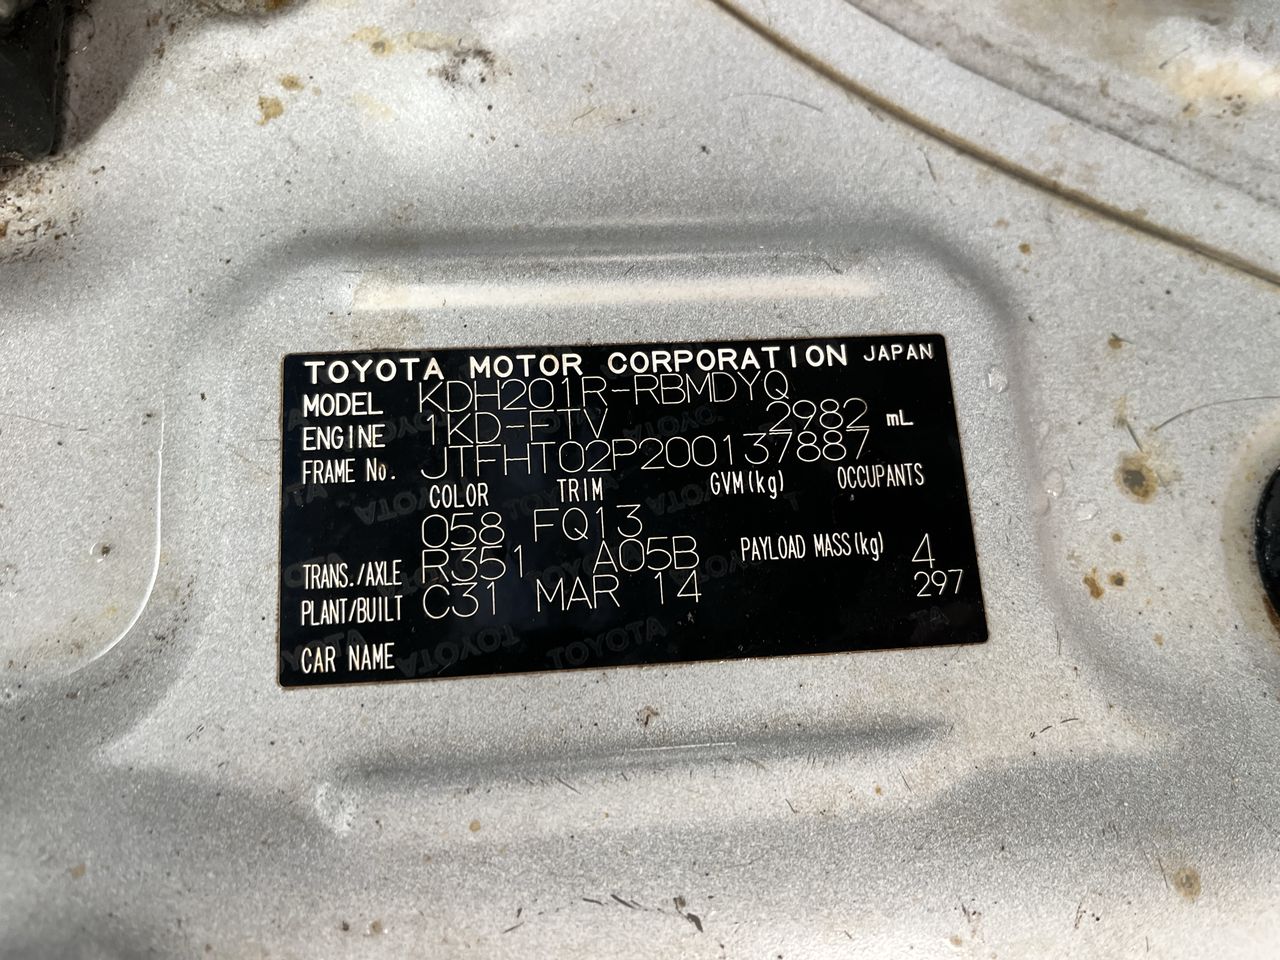 TOYOTA MOTOR CORPORATION JAPAN
MODEL KDH201R-RBMDYQ
ENGINE 1KD-FTV 2982 mL
FRAME No. JTFHT02P200137887
COLOR TRIM GVM(kg) OCCUPANTS
058 FQ13
TRANS./AXLE R351 A05B PAYLOAD MASS(kg) 4
PLANT/BUILT C31 MAR 14 297
CAR NAME